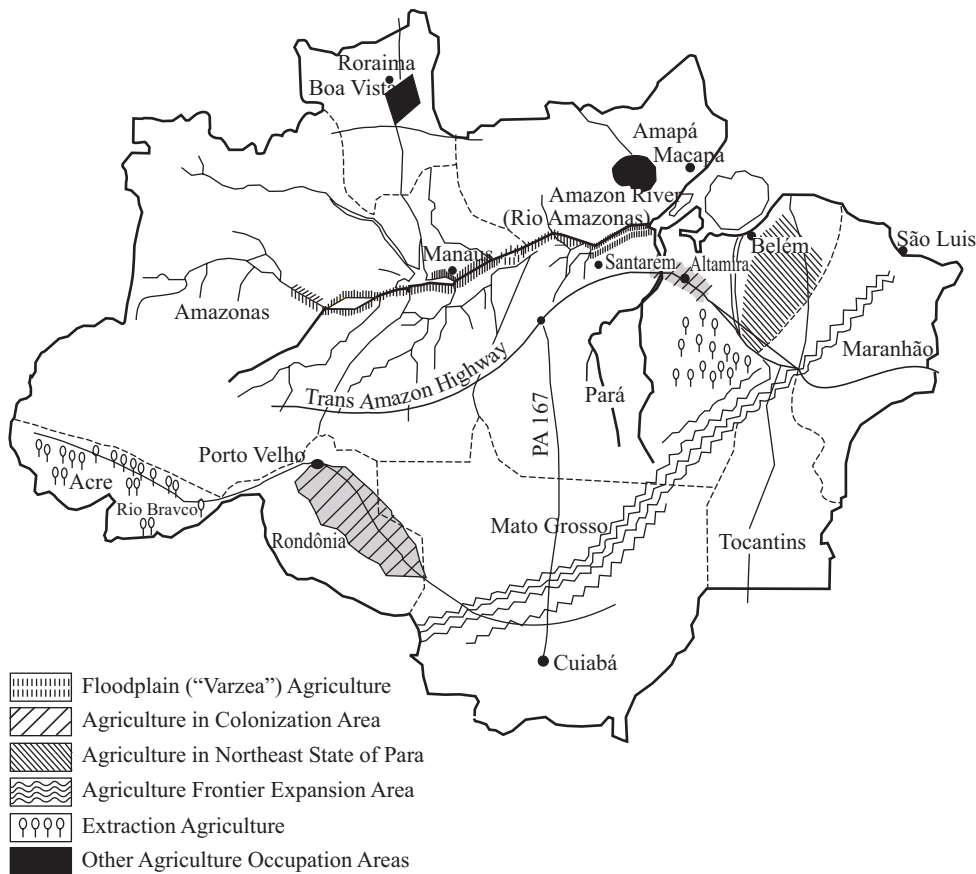 Roraima
Boa Vista
Amapá
Macapa
Amazon River
(Rio Amazonas)
Belém
São Luis
Manaus
Santarém
Altamira
Amazonas
Maranhão
Trans Amazon Highway
Pará
PA 167
Porto Velho
Acre
Rio Bravco
Rondônia
Mato Grosso
Tocantins
Cuiabá
Floodplain (“Varzea”) Agriculture
Agriculture in Colonization Area
Agriculture in Northeast State of Para
Agriculture Frontier Expansion Area
Extraction Agriculture
Other Agriculture Occupation Areas